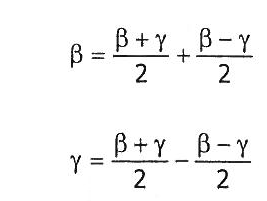 β = (β + γ)/2 + (β − γ)/2
γ = (β + γ)/2 − (β − γ)/2